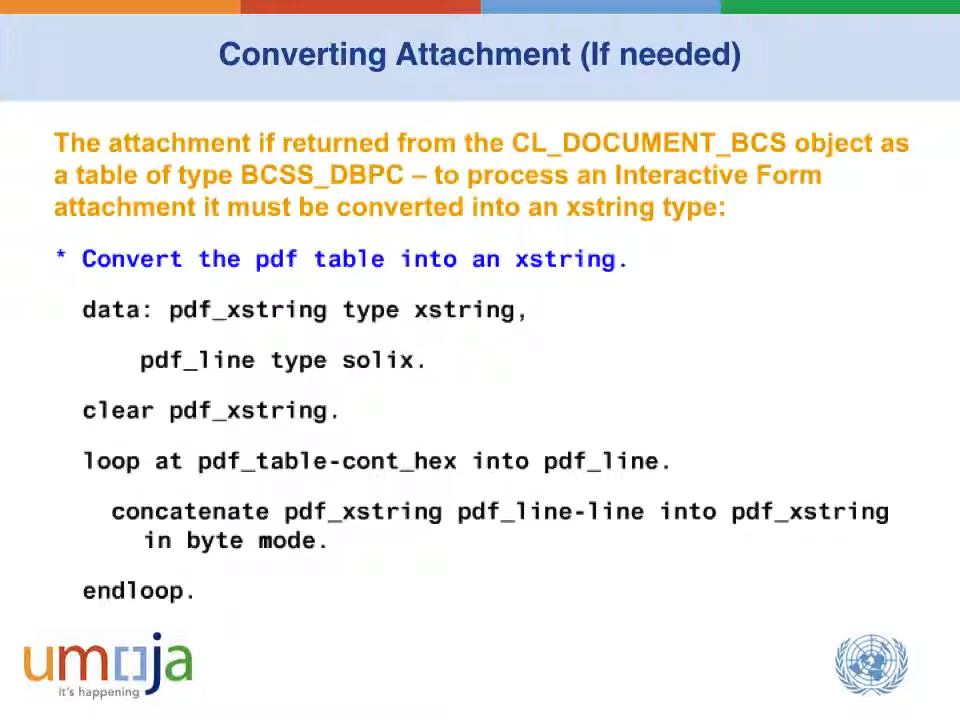 Converting Attachment (If needed)
The attachment if returned from the CL_DOCUMENT_BCS object as
a table of type BCSS_DBPC – to process an Interactive Form
attachment it must be converted into an xstring type:
* Convert the pdf table into an xstring.
data: pdf_xstring type xstring,
pdf_line type solix.
clear pdf_xstring.
loop at pdf_table-cont_hex into pdf_line.
concatenate pdf_xstring pdf_line-line into pdf_xstring
in byte mode.
endloop.
umoja
it's happening